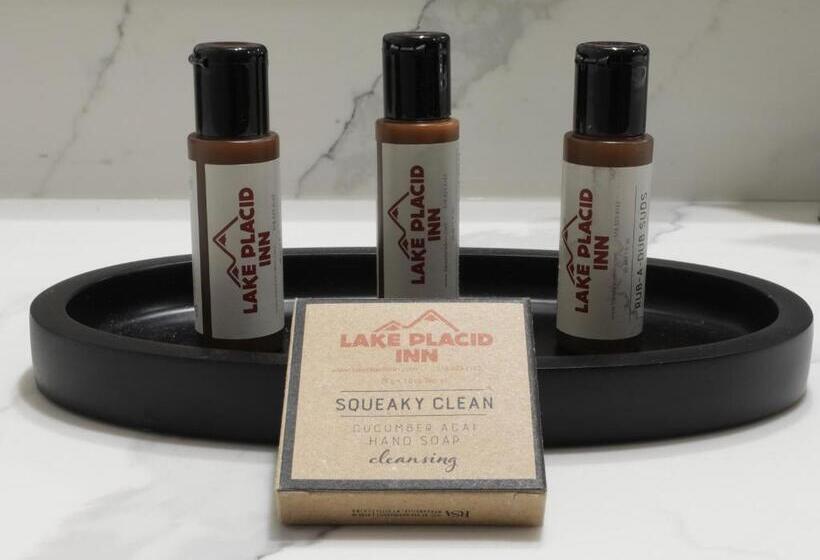 LAKE PLACID
INN
LAKE PLACID
INN
LAKE PLACID
INN
RUB-A-DUB SUDS
LAKE PLACID
INN
SQUEAKY CLEAN
CUCUMBER ACAI
HAND SOAP
cleansing
RSA